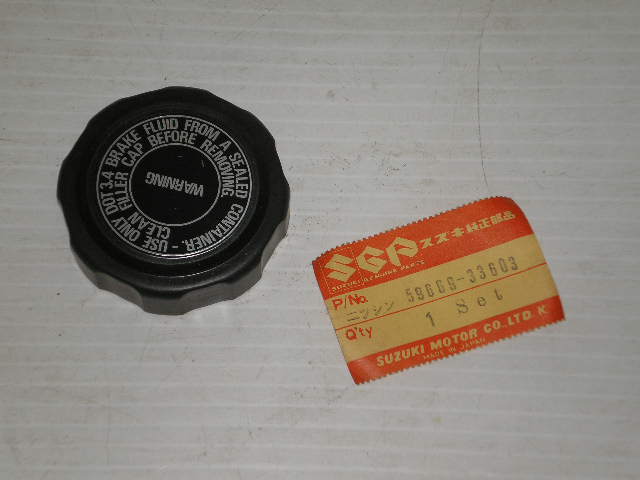 WARNING
CLEAN FILLER CAP BEFORE REMOVING
USE ONLY DOT 3,4 BRAKE FLUID FROM A SEALED CONTAINER.-
SGP スズキ純正部品
SUZUKI GENUINE PARTS
P/No.
ニッシン 59669-33603
Q'ty 1 Set
SUZUKI MOTOR CO., LTD.
MADE IN JAPAN